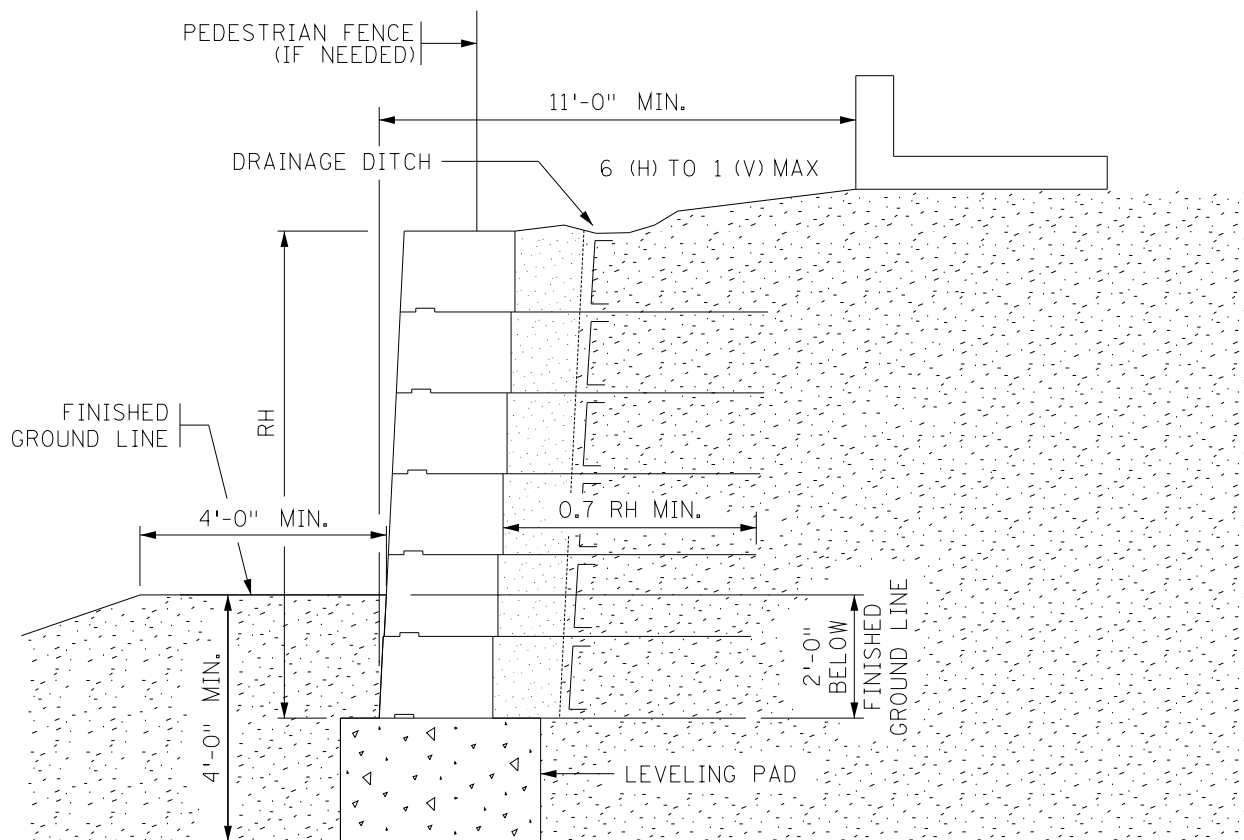 PEDESTRIAN FENCE
(IF NEEDED)
11'-0" MIN.
DRAINAGE DITCH
6 (H) TO 1 (V) MAX
RH
FINISHED
GROUND LINE
4'-0" MIN.
0.7 RH MIN.
2'-0"
BELOW
FINISHED
GROUND LINE
4'-0" MIN.
LEVELING PAD